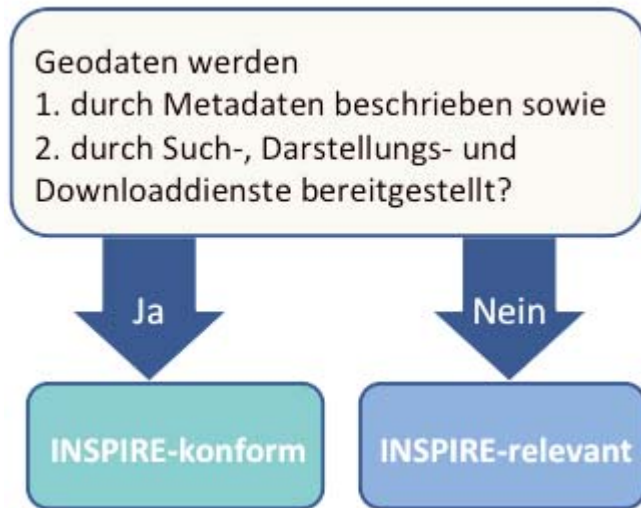 Geodaten werden
1. durch Metadaten beschrieben sowie
2. durch Such-, Darstellungs- und
Downloaddienste bereitgestellt?
Ja
Nein
INSPIRE-konform
INSPIRE-relevant